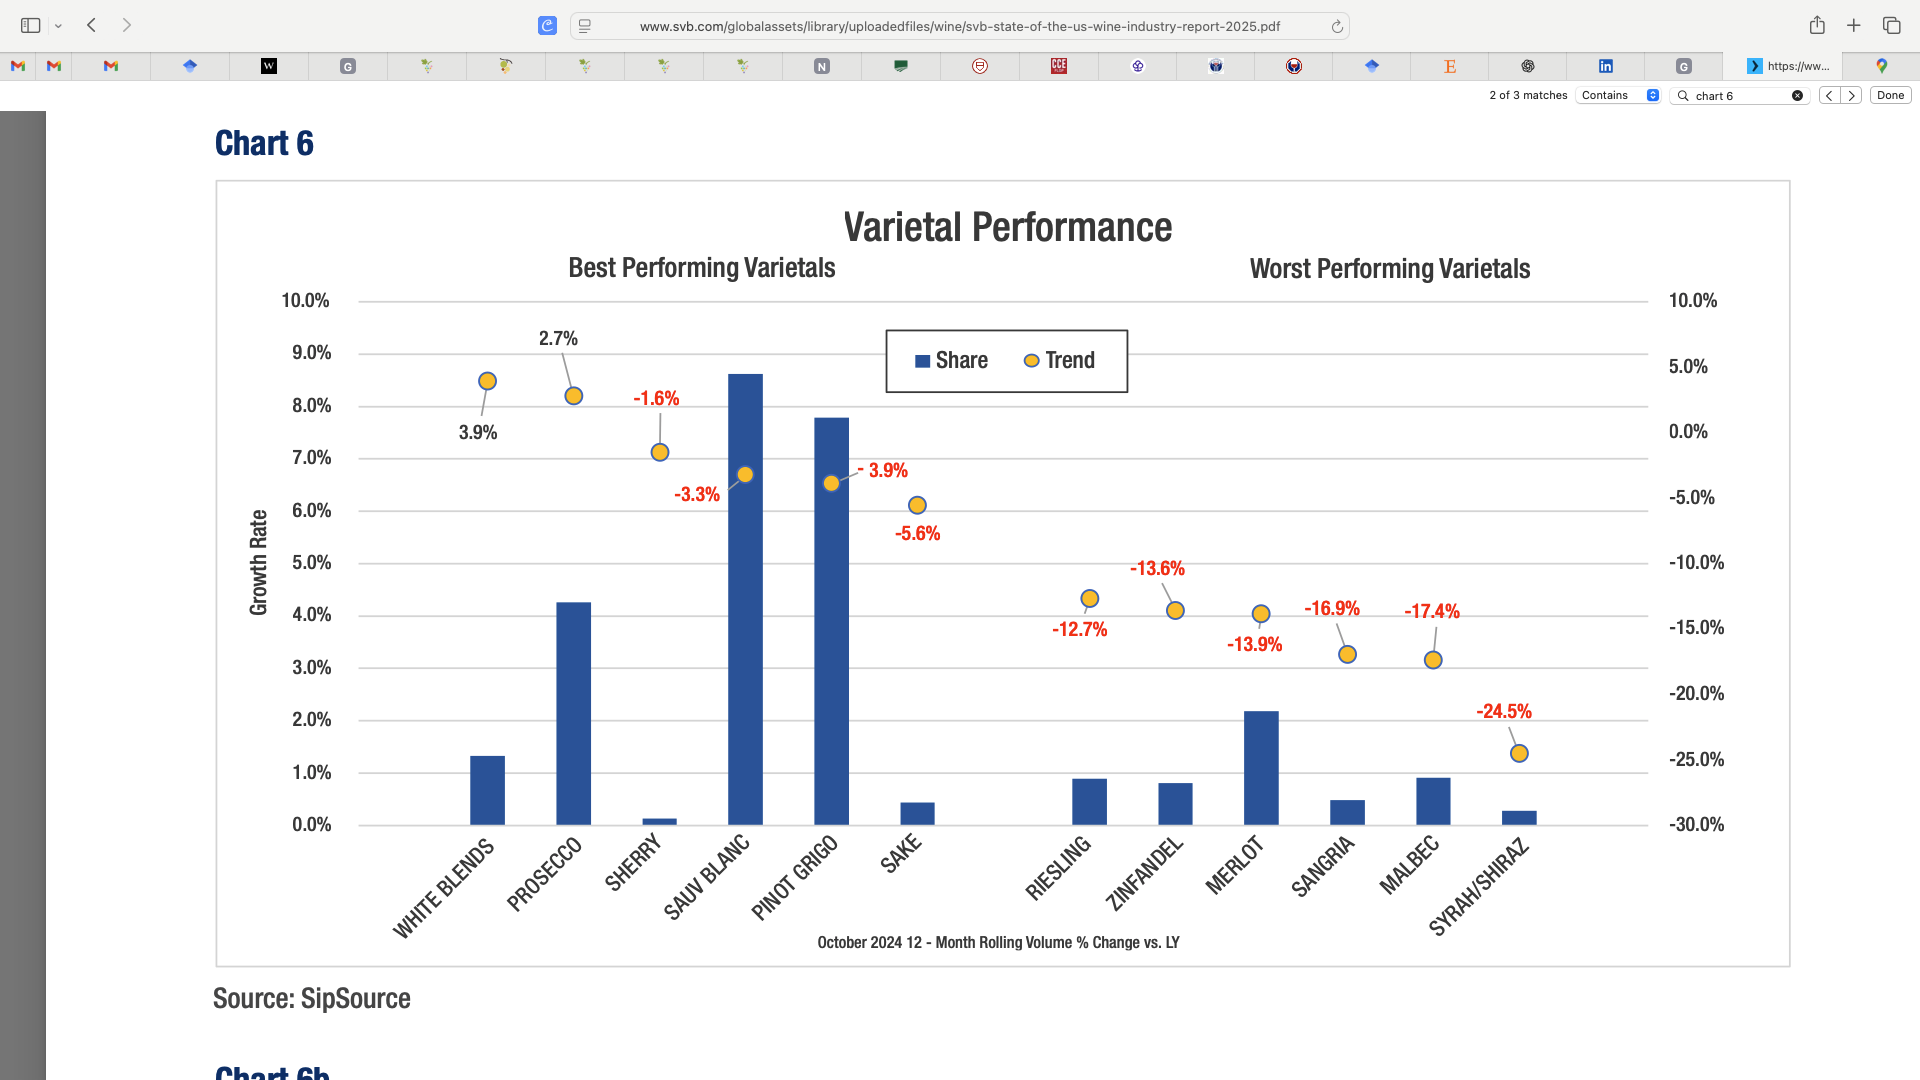 www.svb.com/globalassets/library/uploadedfiles/wine/svb-state-of-the-us-wine-industry-report-2025.pdf
W
G
N
CCE
E
in
G
https://ww...
2 of 3 matches
Contains
chart 6
Done
Chart 6
Varietal Performance
Best Performing Varietals
Worst Performing Varietals
Share
Trend
Growth Rate
10.0%
9.0%
8.0%
7.0%
6.0%
5.0%
4.0%
3.0%
2.0%
1.0%
0.0%
3.9%
2.7%
-1.6%
-3.3%
- 3.9%
-5.6%
-12.7%
-13.6%
-13.9%
-16.9%
-17.4%
-24.5%
10.0%
5.0%
0.0%
-5.0%
-10.0%
-15.0%
-20.0%
-25.0%
-30.0%
WHITE BLENDS
PROSECCO
SHERRY
SAUV BLANC
PINOT GRIGO
SAKE
RIESLING
ZINFANDEL
MERLOT
SANGRIA
MALBEC
SYRAH/SHIRAZ
October 2024 12 - Month Rolling Volume % Change vs. LY
Source: SipSource
Chart 6b